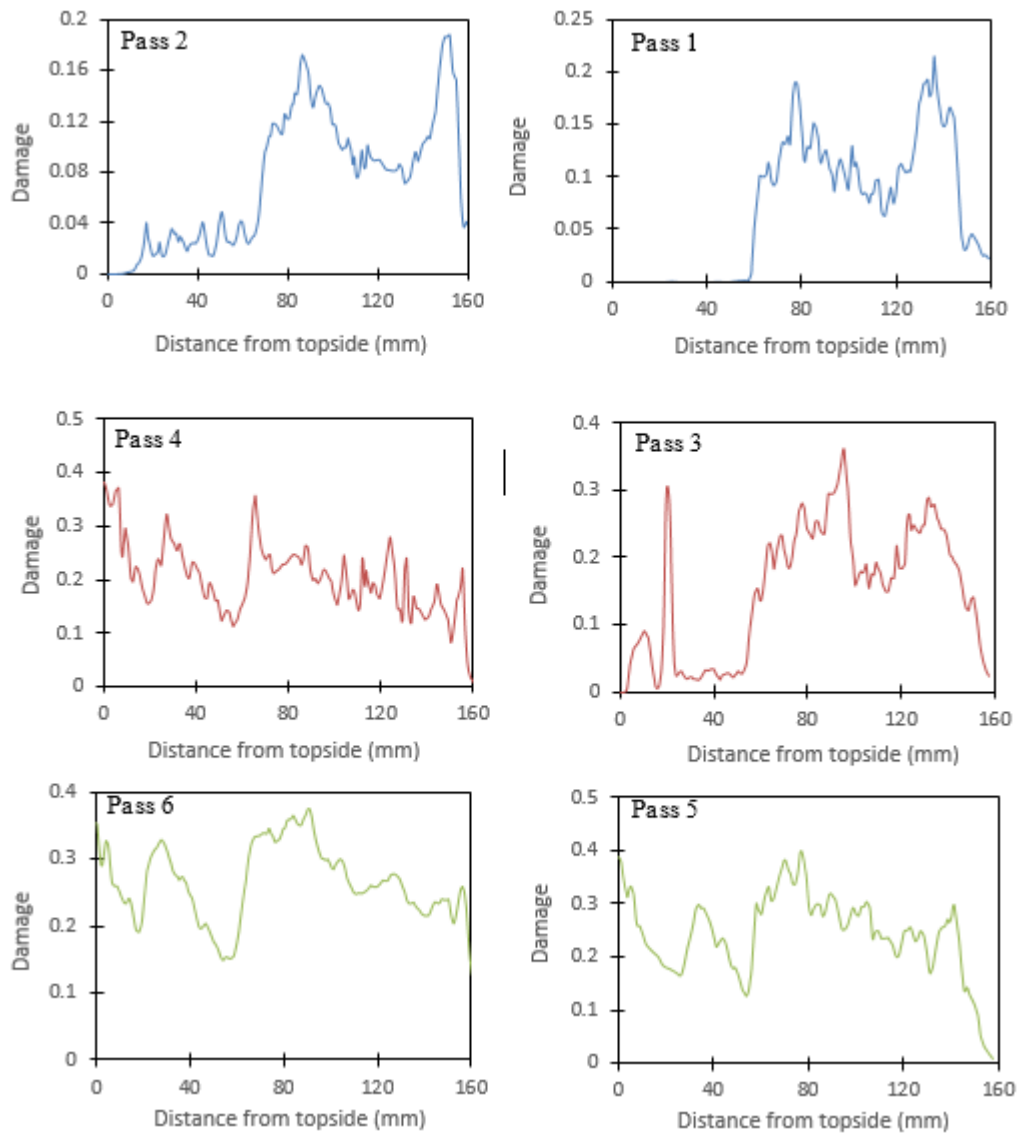 Pass 2
0.2
0.16
0.12
0.08
0.04
0
Damage
0 40 80 120 160
Distance from topside (mm)
Pass 1
0.25
0.2
0.15
0.1
0.05
0
Damage
0 40 80 120 160
Distance from topside (mm)
Pass 4
0.5
0.4
0.3
0.2
0.1
0
Damage
0 40 80 120 160
Distance from topside (mm)
Pass 3
0.4
0.3
0.2
0.1
0
Damage
0 40 80 120 160
Distance from topside (mm)
Pass 6
0.4
0.3
0.2
0.1
0
Damage
0 40 80 120 160
Distance from topside (mm)
Pass 5
0.5
0.4
0.3
0.2
0.1
0
Damage
0 40 80 120 160
Distance from topside (mm)